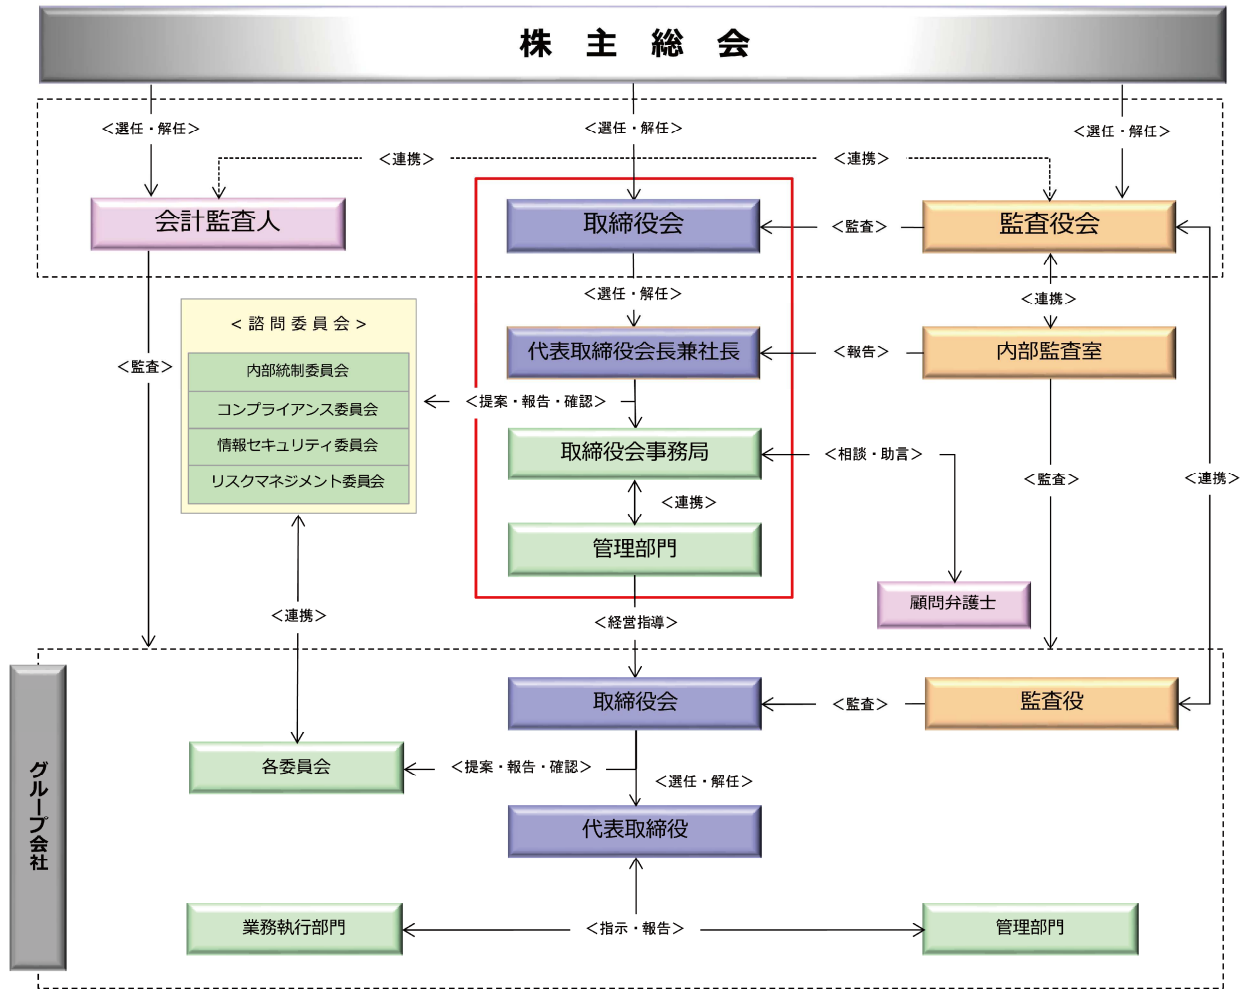 株主総会
＜選任・解任＞
＜選任・解任＞
＜選任・解任＞
＜連携＞
＜連携＞
会計監査人
取締役会
＜監査＞
監査役会
＜選任・解任＞
＜連携＞
＜諮問委員会＞
内部統制委員会
コンプライアンス委員会
情報セキュリティ委員会
リスクマネジメント委員会
＜監査＞
代表取締役会長兼社長
＜報告＞
内部監査室
＜提案・報告・確認＞
取締役会事務局
＜相談・助言＞
＜監査＞
＜連携＞
＜連携＞
管理部門
顧問弁護士
＜連携＞
＜経営指導＞
グループ会社
取締役会
＜監査＞
監査役
各委員会
＜提案・報告・確認＞
＜選任・解任＞
代表取締役
業務執行部門
＜指示・報告＞
管理部門